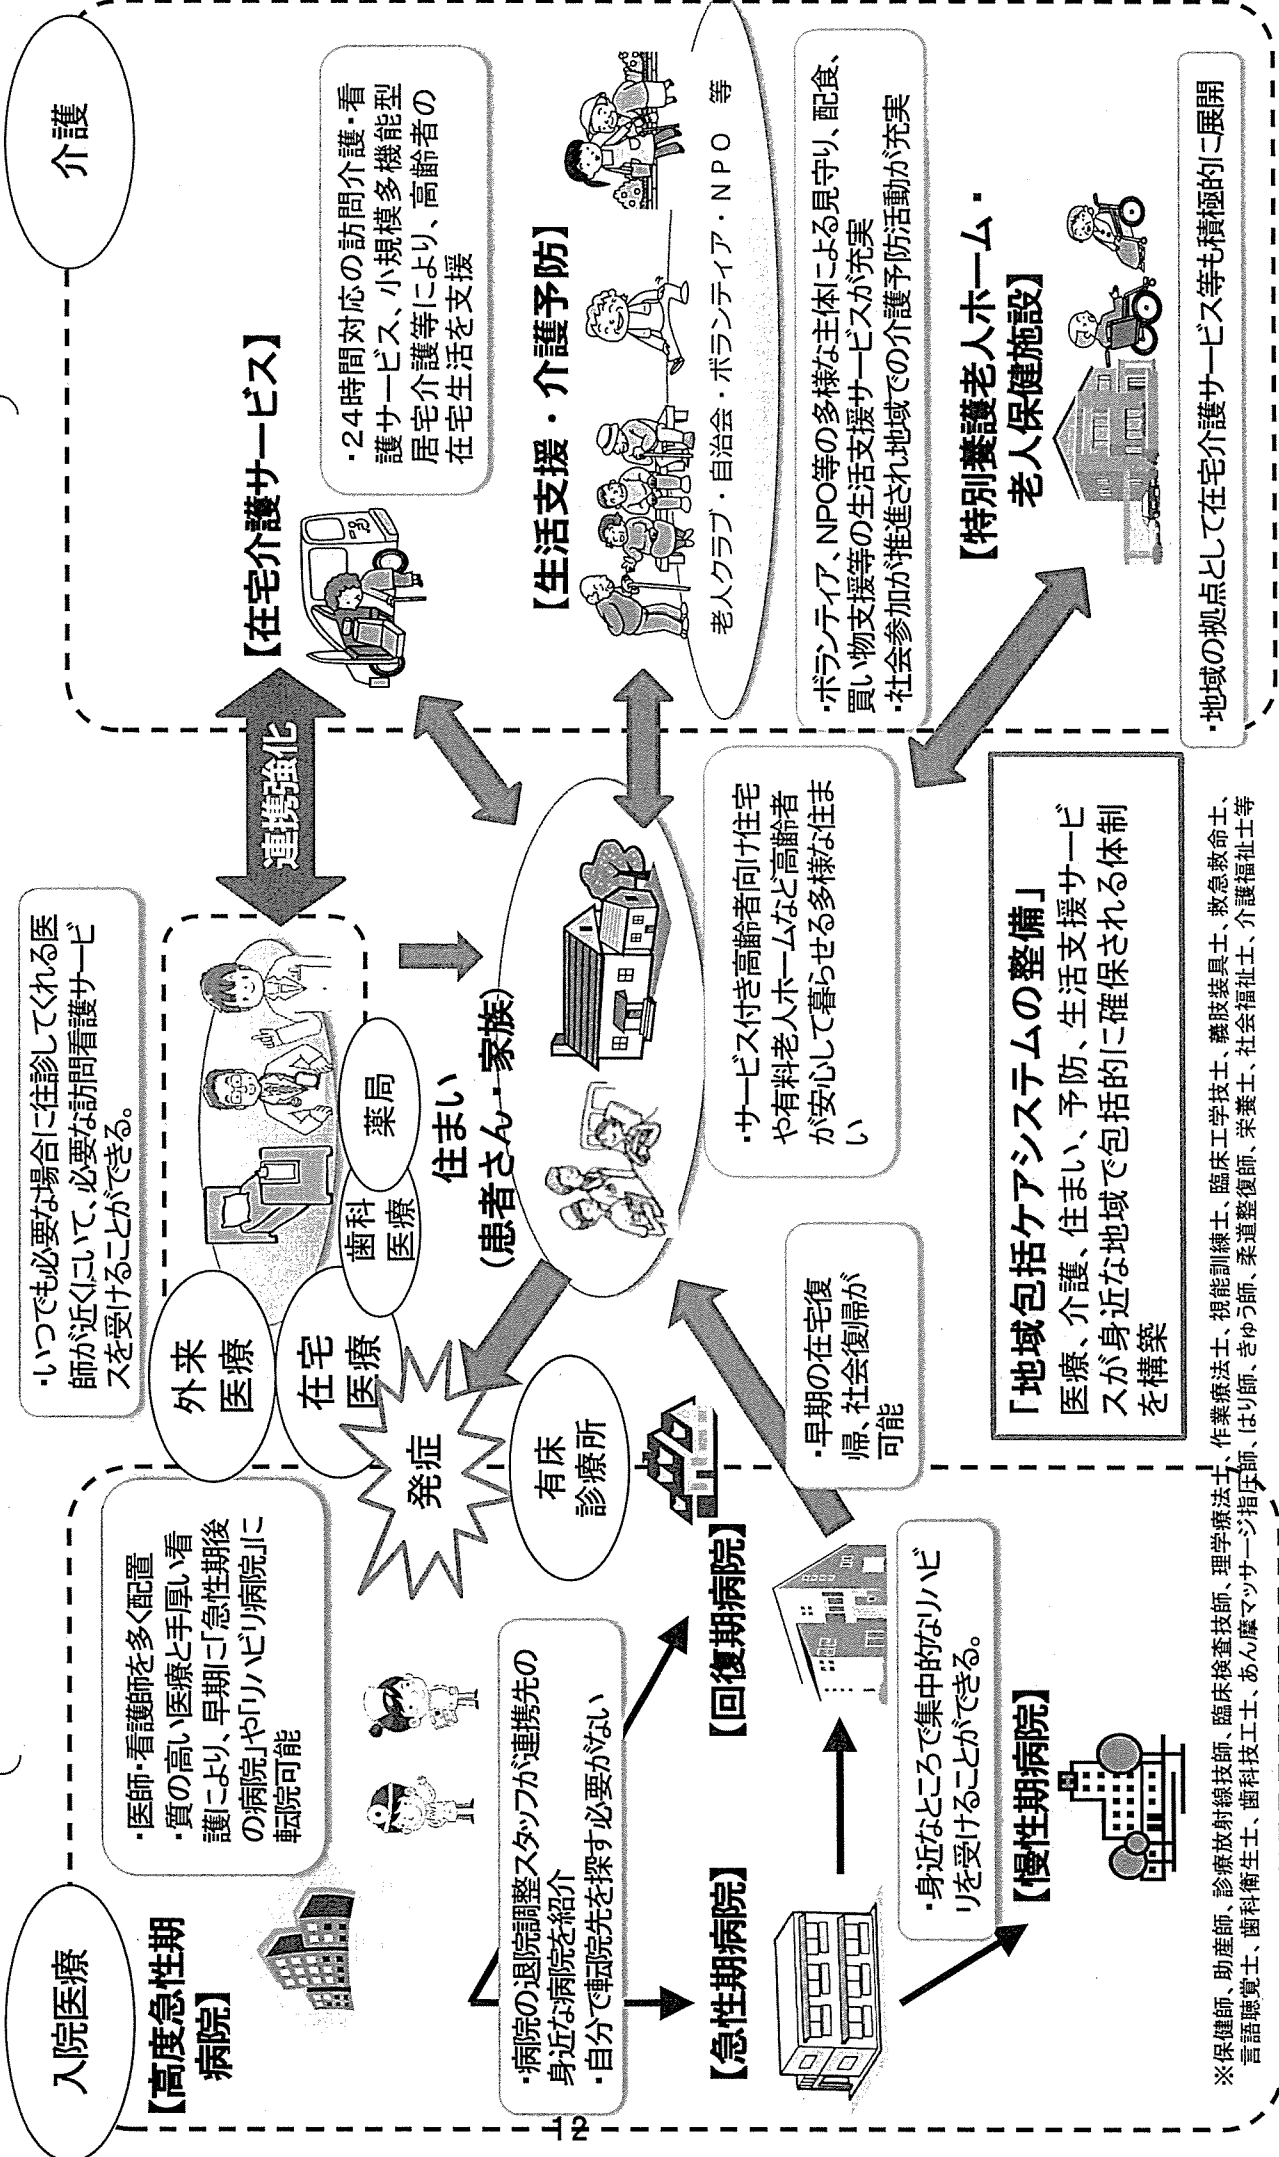 入院医療
【高度急性期
病院】
・医師・看護師を多く配置
・質の高い医療と手厚い看
護により、早期に「急性期後
の病院」や「リハビリ病院」に
転院可能
・病院の退院調整スタッフが連携先の
身近な病院を紹介
・自分で転院先を探す必要がない
【急性期病院】
【回復期病院】
・身近なところで集中的なリハビ
リを受けることができる。
【慢性期病院】
・いつでも必要な場合に往診してくれる医
師が近くにいて、必要な訪問看護サービ
スを受けることができる。
外来
医療
在宅
医療
歯科
医療
薬局
発症
有床
診療所
住まい
(患者さん・家族)
・早期の在宅復
帰、社会復帰が
可能
・サービス付き高齢者向け住宅
や有料老人ホームなど高齢者
が安心して暮らせる多様な住ま
い
連携強化
介護
【在宅介護サービス】
・24時間対応の訪問介護・看
護サービス、小規模多機能型
居宅介護等により、高齢者の
在宅生活を支援
【生活支援・介護予防】
老人クラブ・自治会・ボランティア・NPO 等
・ボランティア、NPO等の多様な主体による見守り、配食、
買い物支援等の生活支援サービスが充実
・社会参加が推進され地域での介護予防活動が充実
【特別養護老人ホーム・
老人保健施設】
・地域の拠点として在宅介護サービス等も積極的に展開
「地域包括ケアシステムの整備」
医療、介護、住まい、予防、生活支援サービ
スが身近な地域で包括的に確保される体制
を構築
※保健師、助産師、診療放射線技師、臨床検査技師、理学療法士、作業療法士、視能訓練士、臨床工学技士、義肢装具士、救急救命士、
言語聴覚士、歯科衛生士、歯科技工士、あん摩マッサージ指圧師、はり師、きゅう師、柔道整復師、栄養士、社会福祉士、介護福祉士等
12